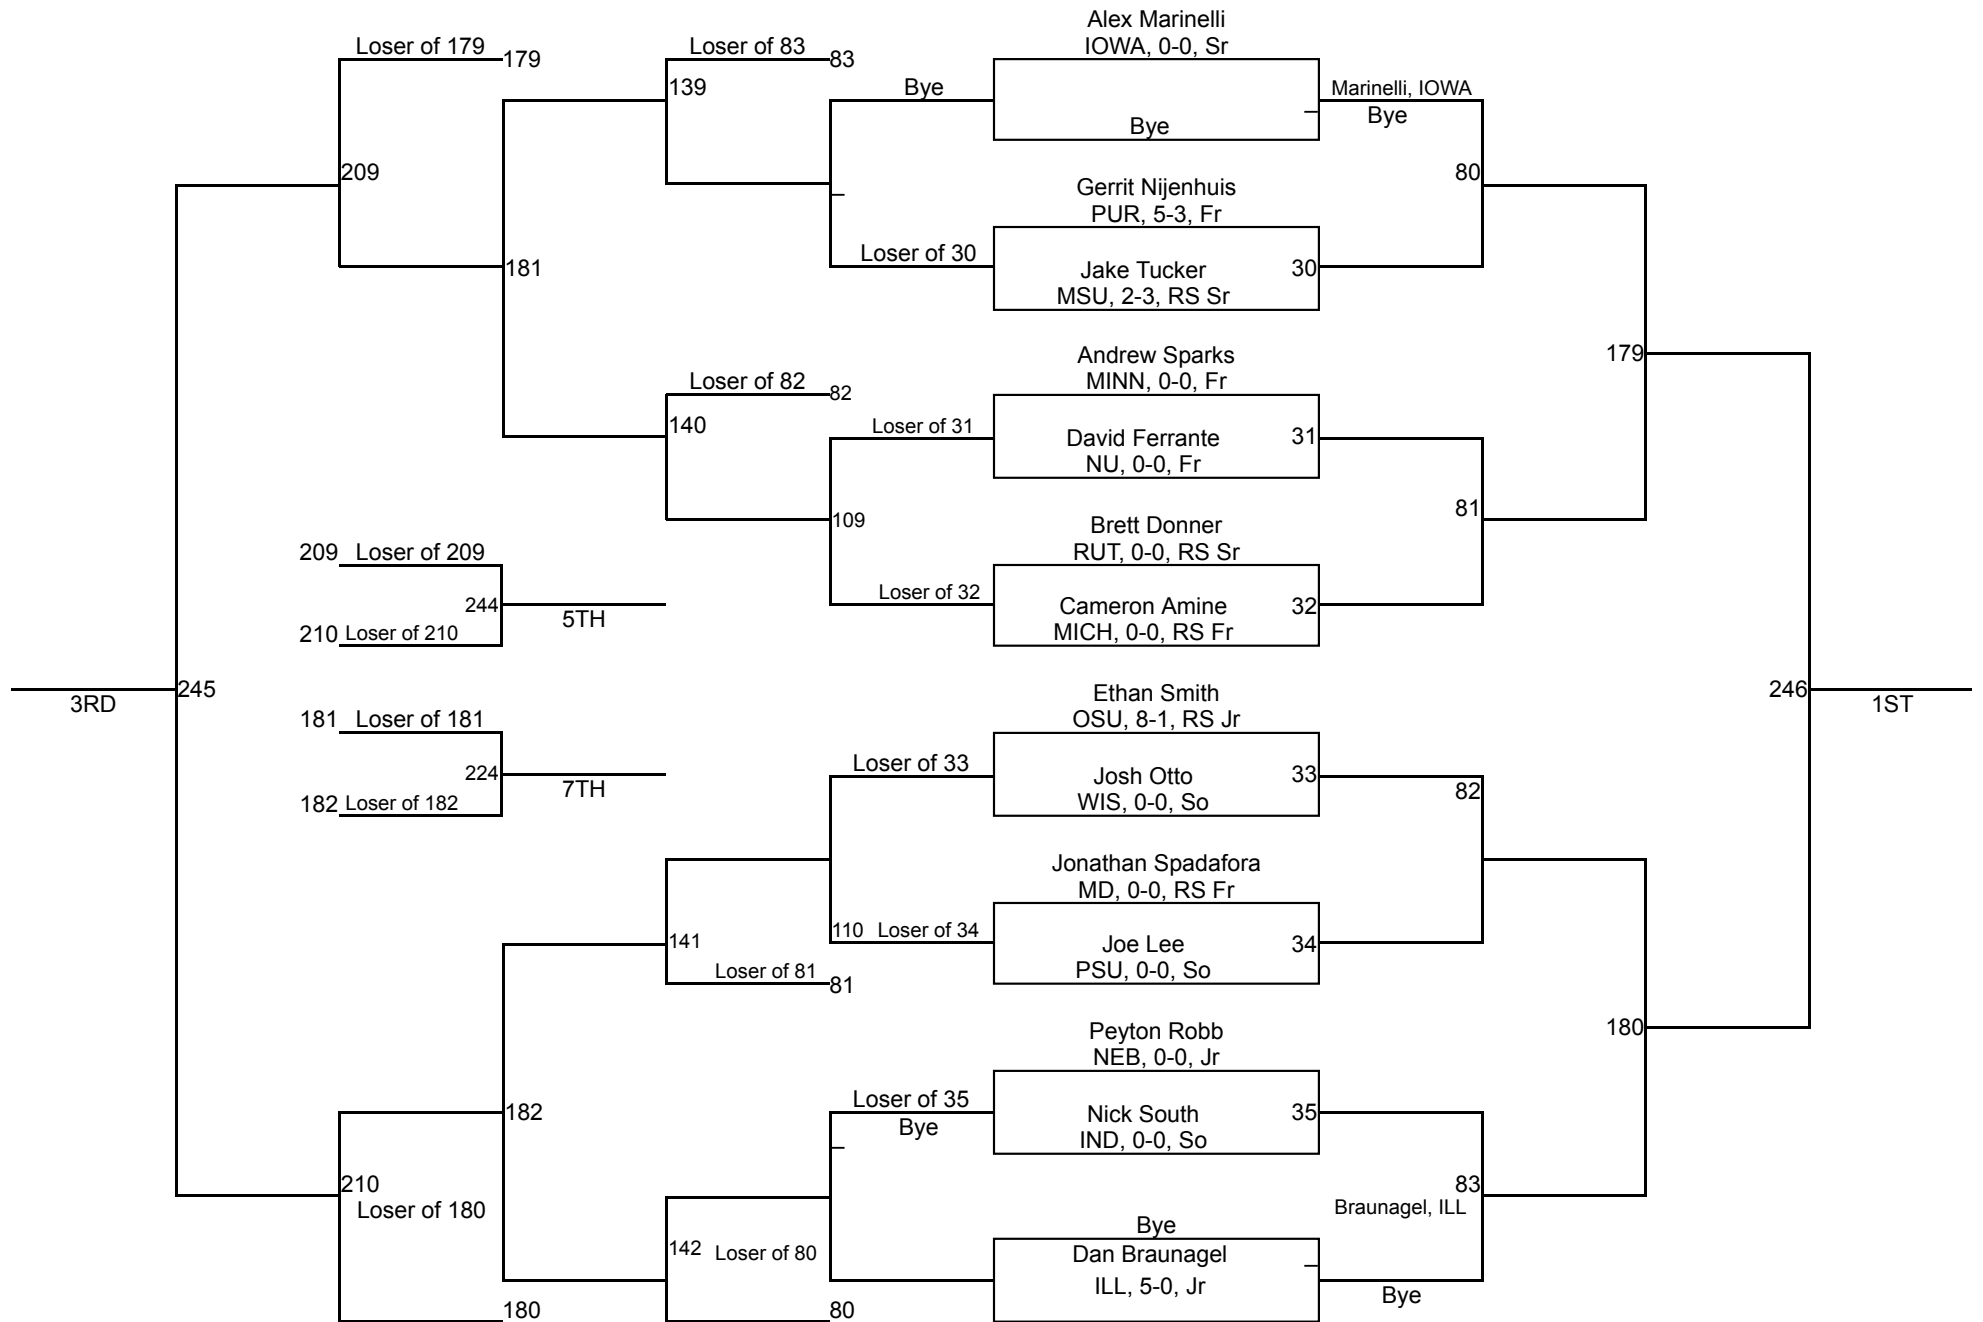 Alex Marinelli
Loser of 179
179
Loser of 83
83
IOWA, 0-0, Sr
139
Bye
Marinelli, IOWA
Bye
Bye
209
80
Gerrit Nijenhuis
PUR, 5-3, Fr
Loser of 30
181
Jake Tucker
30
MSU, 2-3, RS Sr
179
Andrew Sparks
Loser of 82
82
MINN, 0-0, Fr
140
Loser of 31
David Ferrante
31
NU, 0-0, Fr
81
109
Brett Donner
209
Loser of 209
RUT, 0-0, RS Sr
244
5TH
Loser of 32
Cameron Amine
32
210
Loser of 210
MICH, 0-0, RS Fr
3RD
245
Ethan Smith
246
1ST
181
Loser of 181
OSU, 8-1, RS Jr
224
7TH
Loser of 33
Josh Otto
33
82
182
Loser of 182
WIS, 0-0, So
Jonathan Spadafora
MD, 0-0, RS Fr
141
110
Loser of 34
Joe Lee
34
Loser of 81
81
PSU, 0-0, So
180
Peyton Robb
NEB, 0-0, Jr
Loser of 35
182
Bye
Nick South
35
IND, 0-0, So
210
83
Loser of 180
Braunagel, ILL
Bye
142
Loser of 80
Dan Braunagel
ILL, 5-0, Jr
Bye
180
80